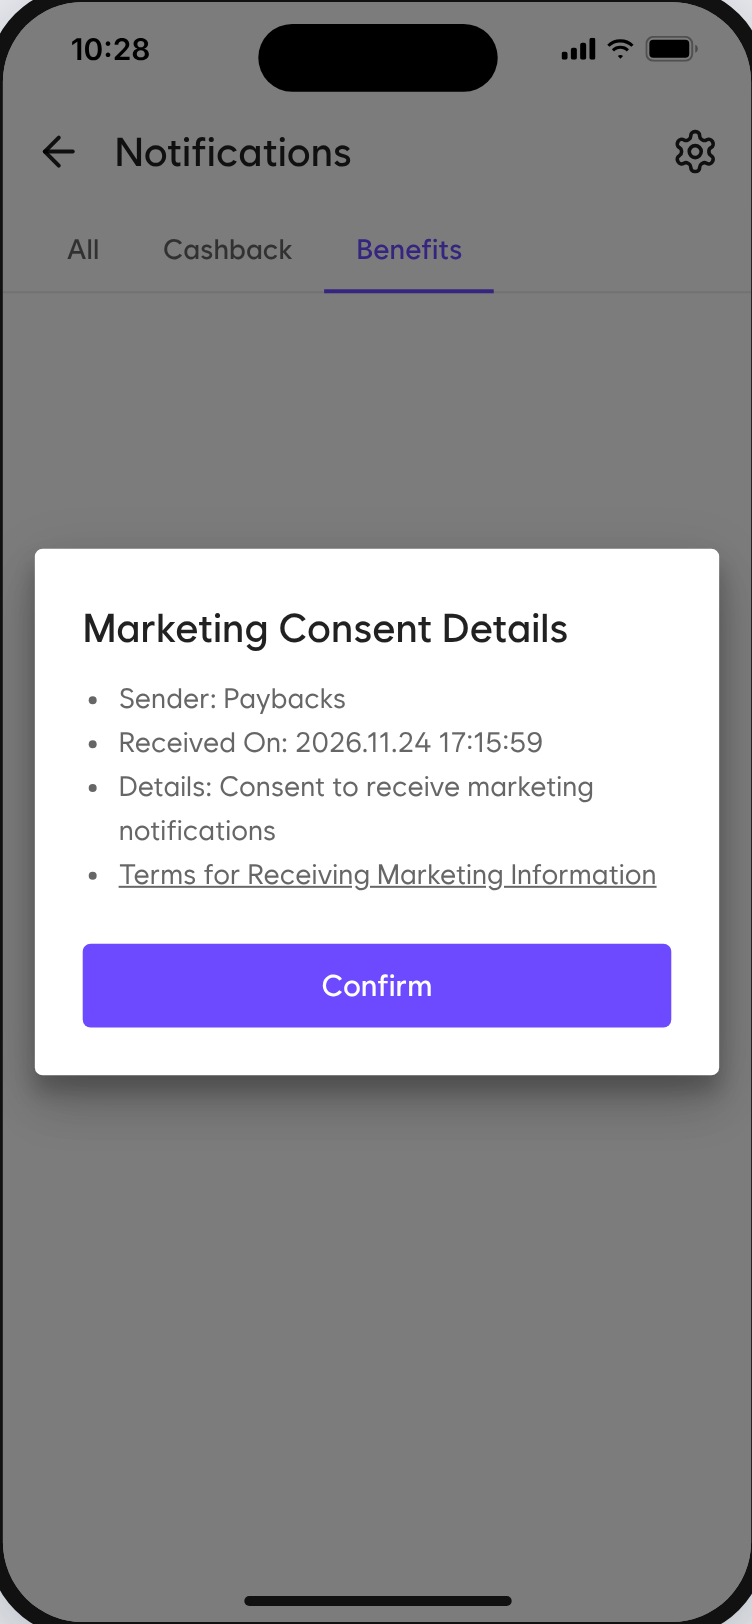 10:28
Notifications
All Cashback Benefits
Marketing Consent Details
• Sender: Paybacks
• Received On: 2026.11.24 17:15:59
• Details: Consent to receive marketing
notifications
• Terms for Receiving Marketing Information
Confirm